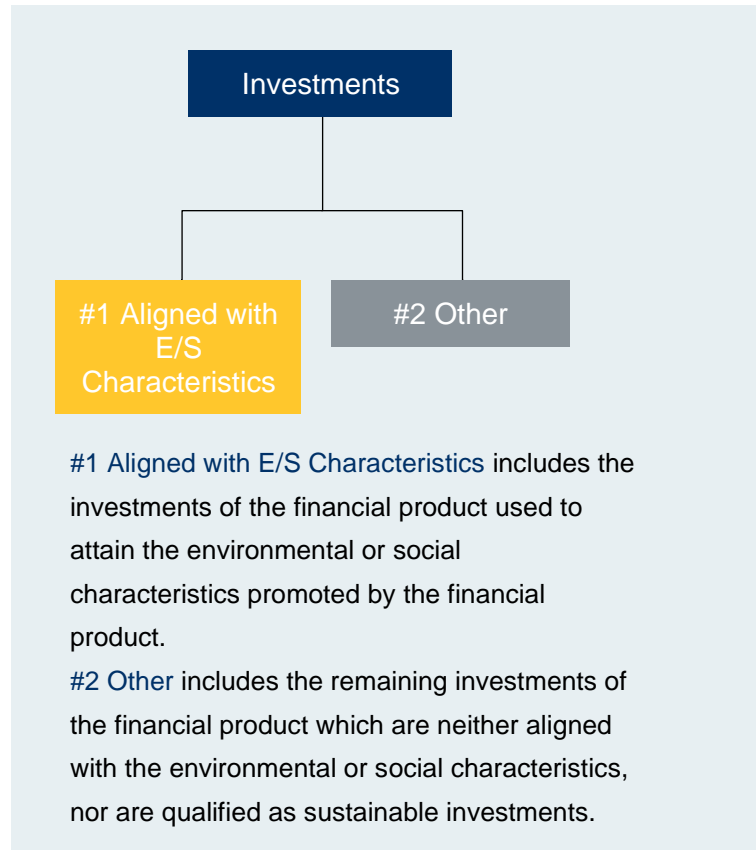 Investments
#1 Aligned with
E/S
Characteristics
#2 Other
#1 Aligned with E/S Characteristics includes the
investments of the financial product used to
attain the environmental or social
characteristics promoted by the financial
product.
#2 Other includes the remaining investments of
the financial product which are neither aligned
with the environmental or social characteristics,
nor are qualified as sustainable investments.